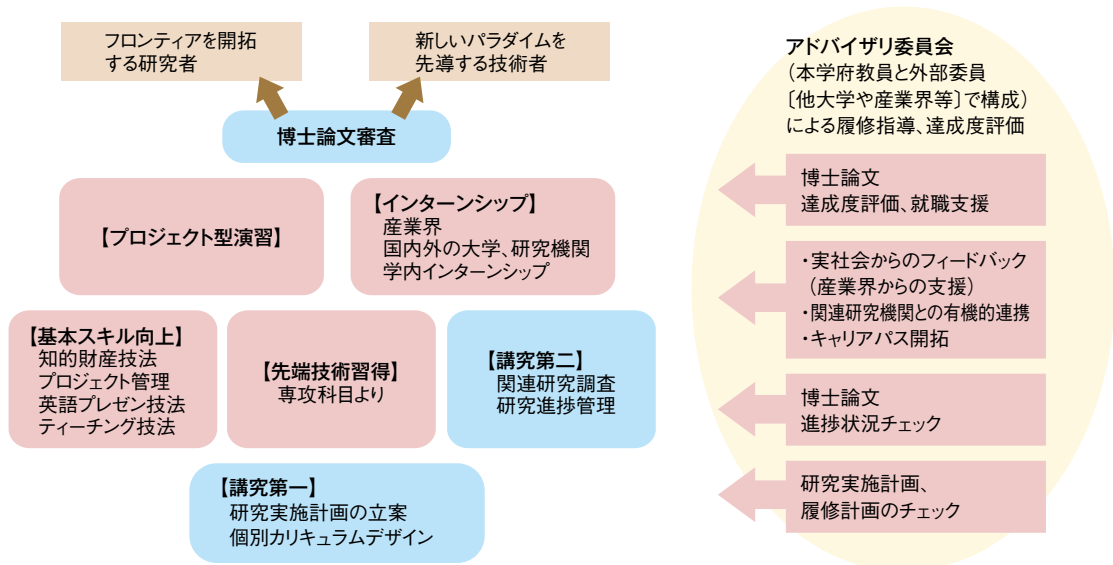 フロンティアを開拓
する研究者
新しいパラダイムを
先導する技術者
博士論文審査
【プロジェクト型演習】
【インターンシップ】
産業界
国内外の大学、研究機関
学内インターンシップ
【基本スキル向上】
知的財産技法
プロジェクト管理
英語プレゼン技法
ティーチング技法
【先端技術習得】
専攻科目より
【講究第二】
関連研究調査
研究進捗管理
【講究第一】
研究実施計画の立案
個別カリキュラムデザイン
アドバイザリ委員会
（本学府教員と外部委員
〔他大学や産業界等〕で構成）
による履修指導、達成度評価
博士論文
達成度評価、就職支援
・実社会からのフィードバック
（産業界からの支援）
・関連研究機関との有機的連携
・キャリアパス開拓
博士論文
進捗状況チェック
研究実施計画、
履修計画のチェック